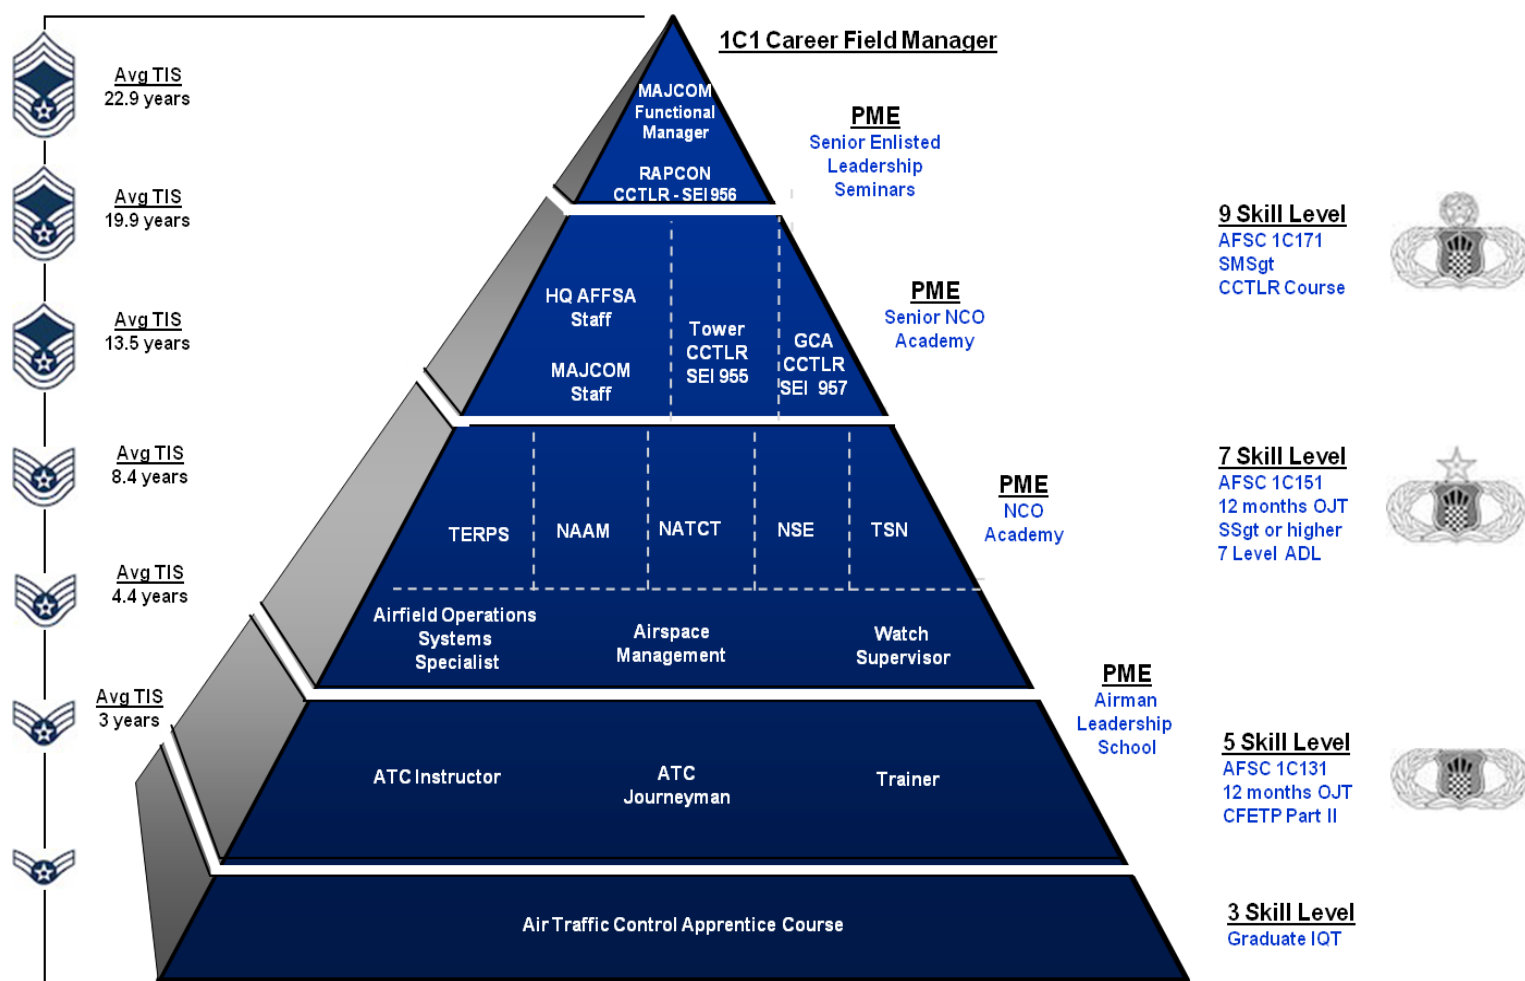 1C1 Career Field Manager
Avg TIS
22.9 years
MAJCOM
Functional
Manager
RAPCON
CCTLR - SEI 956
PME
Senior Enlisted
Leadership
Seminars
Avg TIS
19.9 years
9 Skill Level
AFSC 1C171
SMSgt
CCTLR Course
HQ AFFSA
Staff
MAJCOM
Staff
Tower
CCTLR
SEI 955
GCA
CCTLR
SEI 957
PME
Senior NCO
Academy
Avg TIS
13.5 years
Avg TIS
8.4 years
TERPS
NAAM
NATCT
NSE
TSN
PME
NCO
Academy
7 Skill Level
AFSC 1C151
12 months OJT
SSgt or higher
7 Level ADL
Avg TIS
4.4 years
Airfield Operations
Systems
Specialist
Airspace
Management
Watch
Supervisor
PME
Airman
Leadership
School
Avg TIS
3 years
ATC Instructor
ATC
Journeyman
Trainer
5 Skill Level
AFSC 1C131
12 months OJT
CFETP Part II
Air Traffic Control Apprentice Course
3 Skill Level
Graduate IQT